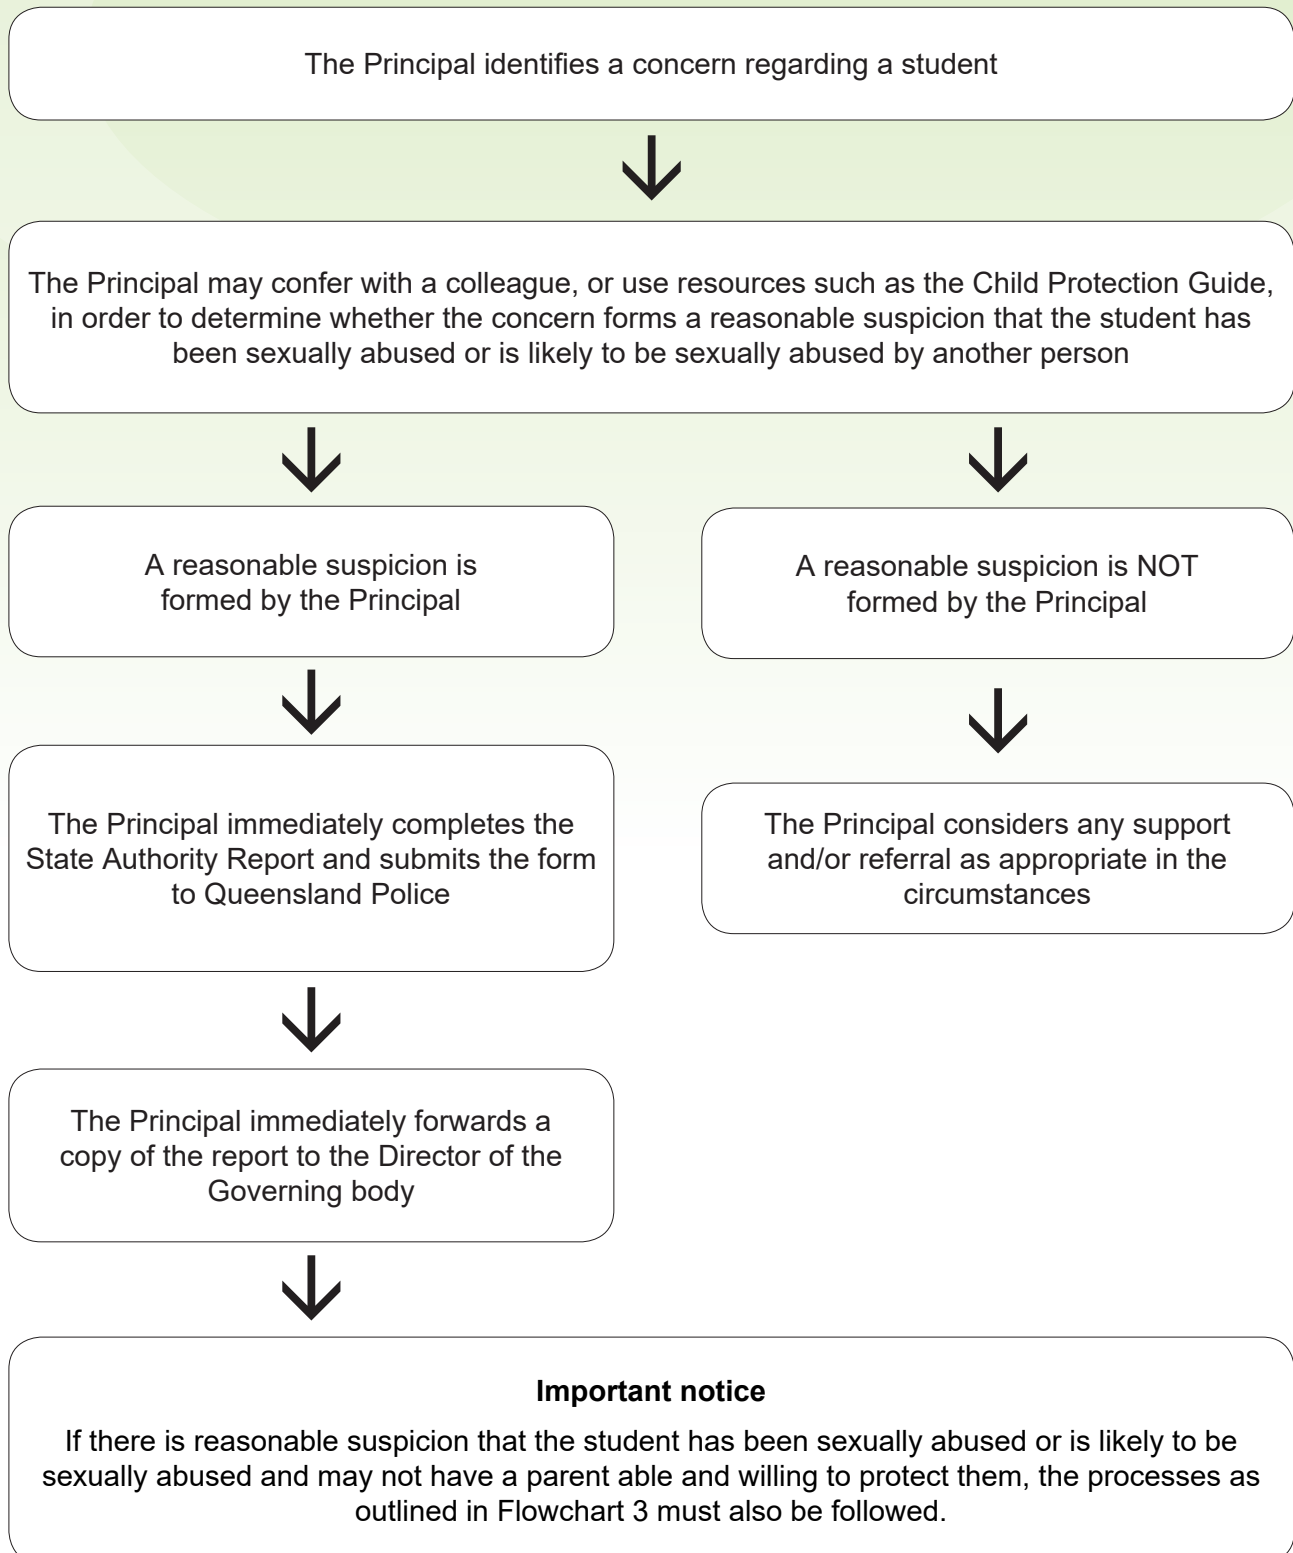 The Principal identifies a concern regarding a student
The Principal may confer with a colleague, or use resources such as the Child Protection Guide,
in order to determine whether the concern forms a reasonable suspicion that the student has
been sexually abused or is likely to be sexually abused by another person
A reasonable suspicion is
formed by the Principal
A reasonable suspicion is NOT
formed by the Principal
The Principal immediately completes the
State Authority Report and submits the form
to Queensland Police
The Principal considers any support
and/or referral as appropriate in the
circumstances
The Principal immediately forwards a
copy of the report to the Director of the
Governing body
Important notice
If there is reasonable suspicion that the student has been sexually abused or is likely to be
sexually abused and may not have a parent able and willing to protect them, the processes as
outlined in Flowchart 3 must also be followed.